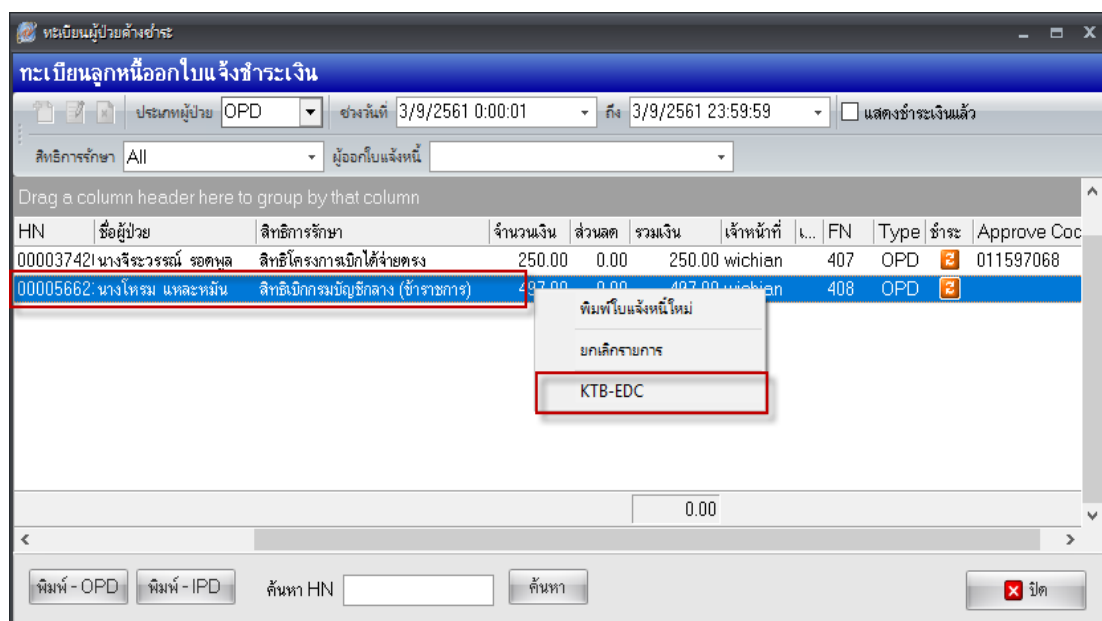 ทะเบียนผู้ป่วยค้างชำระ
ทะเบียนลูกหนี้ออกใบแจ้งชำระเงิน
ประเภทผู้ป่วย OPD ช่วงวันที่ 3/9/2561 0:00:01 ถึง 3/9/2561 23:59:59 แสดงชำระเงินแล้ว
สิทธิการรักษา All ผู้ออกใบแจ้งหนี้
Drag a column header here to group by that column
HN ชื่อผู้ป่วย สิทธิการรักษา จำนวนเงิน ส่วนลด รวมเงิน เจ้าหน้าที่ เ... FN Type ชำระ Approve Coc
00003742 นางจีระวรรณ์ รอดพูล สิทธิโครงการเบิกได้จ่ายตรง 250.00 0.00 250.00 wichian 407 OPD 011597068
00005662 นางโหรม แหละหมัน สิทธิเบิกกรมบัญชีกลาง (ข้าราชการ) 497.00 0.00 497.00 wichian 408 OPD
พิมพ์ใบแจ้งหนี้ใหม่
ยกเลิกรายการ
KTB-EDC
0.00
พิมพ์ - OPD พิมพ์ - IPD ค้นหา HN ค้นหา ปิด